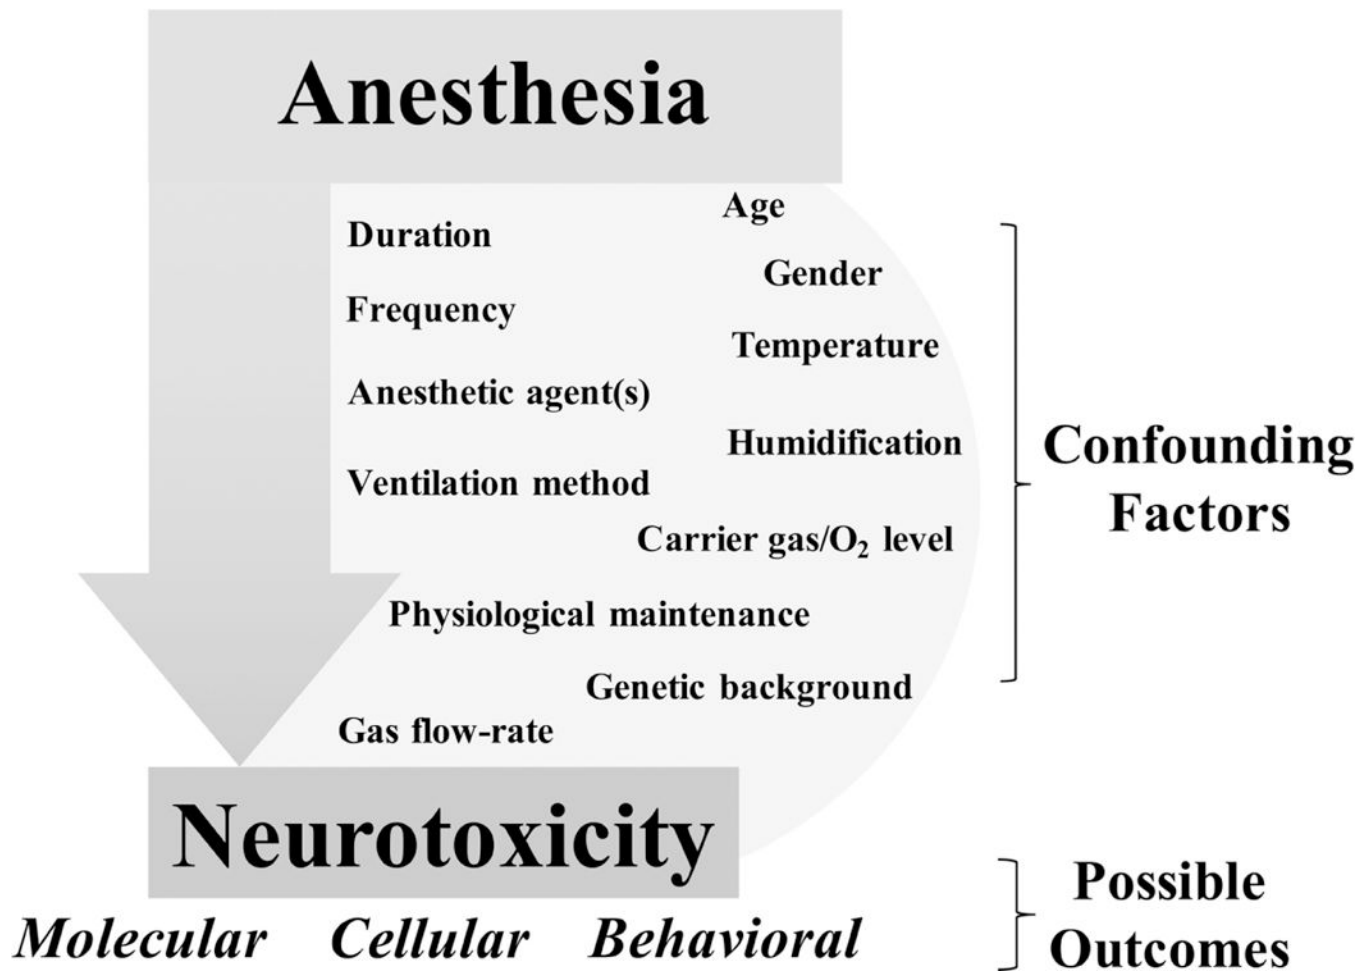 Anesthesia
Age
Duration
Gender
Frequency
Temperature
Anesthetic agent(s)
Humidification
Ventilation method
Carrier gas/O₂ level
Physiological maintenance
Genetic background
Gas flow-rate
Confounding
Factors
Neurotoxicity
Molecular Cellular Behavioral
Possible
Outcomes